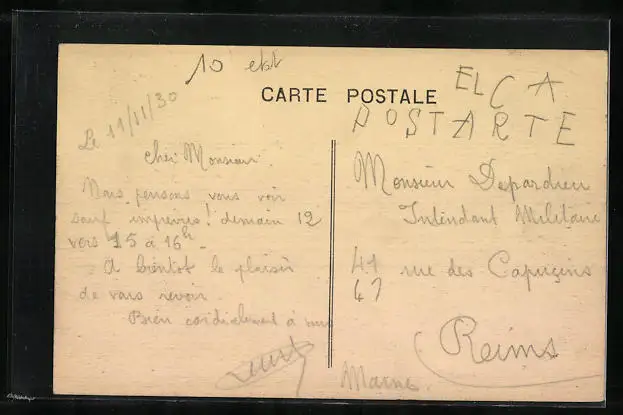 10 
CARTE POSTALE
EL CA
POSTARTE
Le 11/11/30
cher Monsieur.
Nous pensons vous voir
sauf imprévus! demain 12
vers 15 à 16h -
A bientot le plaisir
de vous revoir
Bien cordialement à vous
Monsieur Depardieu
Intendant Militaire
41 rue des Capucins
47
Reims
Marne.